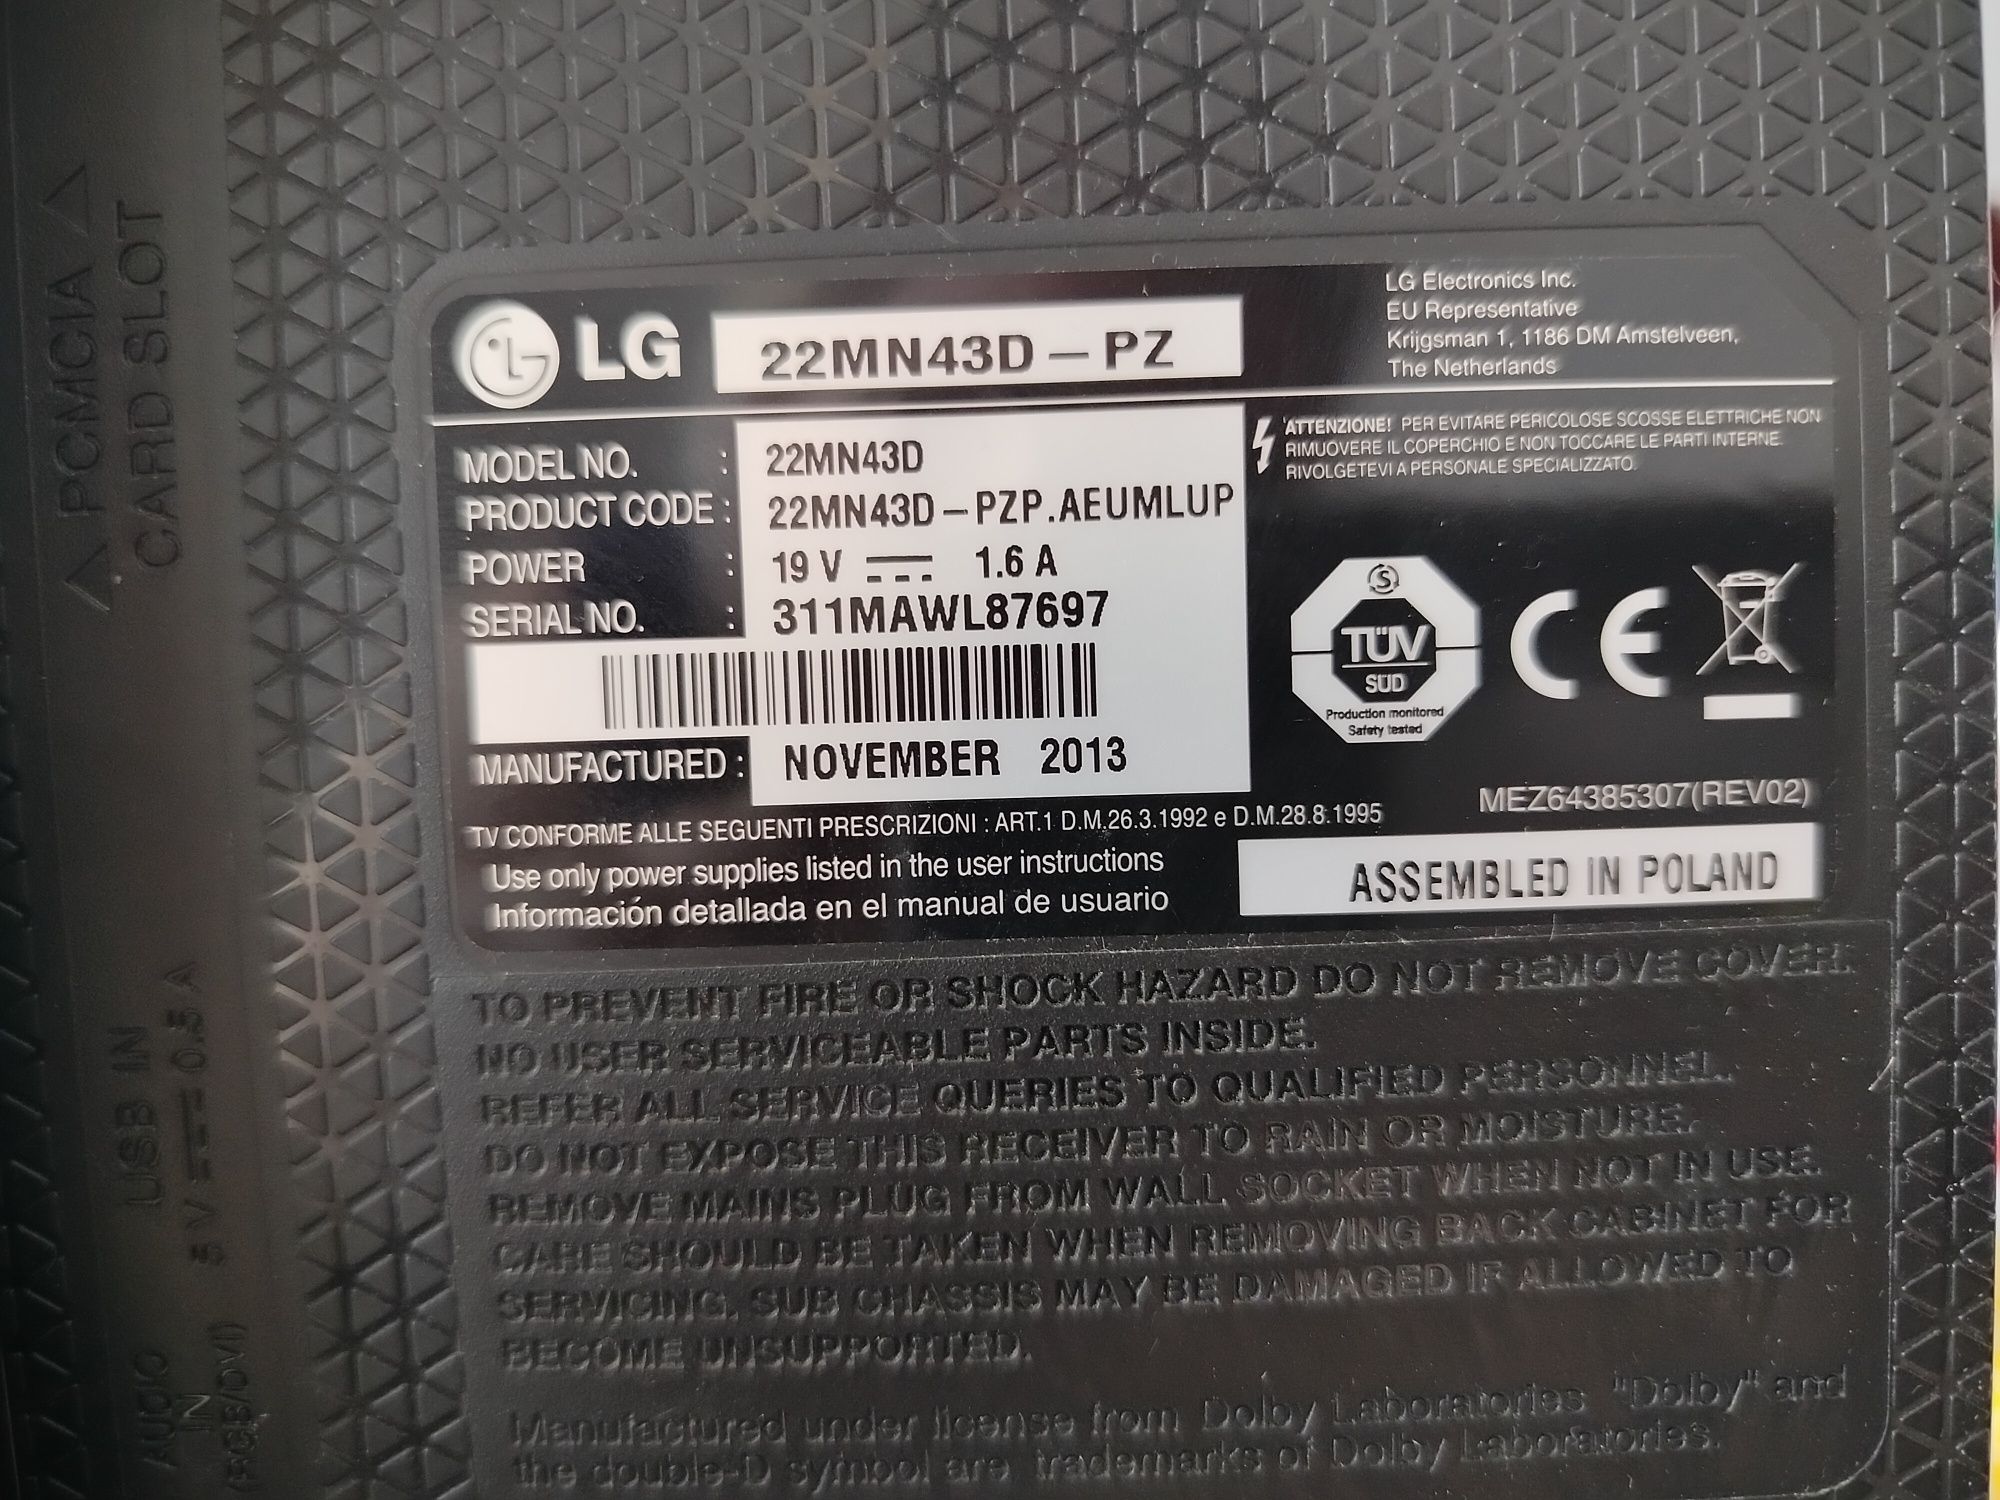 LG 22MN43D-PZ
LG Electronics Inc.
EU Representative
Krijgsman 1, 1186 DM Amstelveen,
The Netherlands
MODEL NO. : 22MN43D
PRODUCT CODE : 22MN43D-PZP.AEUMLUP
POWER : 19 V 1.6 A
SERIAL NO. : 311MAWL87697
MANUFACTURED : NOVEMBER 2013
ATTENZIONE! PER EVITARE PERICOLOSE SCOSSE ELETTRICHE NON
RIMUOVERE IL COPERCHIO E NON TOCCARE LE PARTI INTERNE.
RIVOLGETEVI A PERSONALE SPECIALIZZATO.
S
TÜV
SÜD
Production monitored
Safety tested
CE
MEZ64385307(REV02)
TV CONFORME ALLE SEGUENTI PRESCRIZIONI : ART.1 D.M.26.3.1992 e D.M.28.8.1995
Use only power supplies listed in the user instructions
Información detallada en el manual de usuario
ASSEMBLED IN POLAND
TO PREVENT FIRE OR SHOCK HAZARD DO NOT REMOVE COVER.
NO USER SERVICEABLE PARTS INSIDE.
REFER ALL SERVICE QUERIES TO QUALIFIED PERSONNEL.
DO NOT EXPOSE THIS RECEIVER TO RAIN OR MOISTURE.
REMOVE MAINS PLUG FROM WALL SOCKET WHEN NOT IN USE.
CARE SHOULD BE TAKEN WHEN REMOVING BACK CABINET FOR
SERVICING. SUB CHASSIS MAY BE DAMAGED IF ALLOWED TO
BECOME UNSUPPORTED.
Manufactured under license from Dolby Laboratories "Dolby" and
the double-D symbol are trademarks of Dolby Laboratories.
PCMCIA
CARD SLOT
USB IN
5 V 0.5 A
AUDIO
IN
(RGB/DVI)